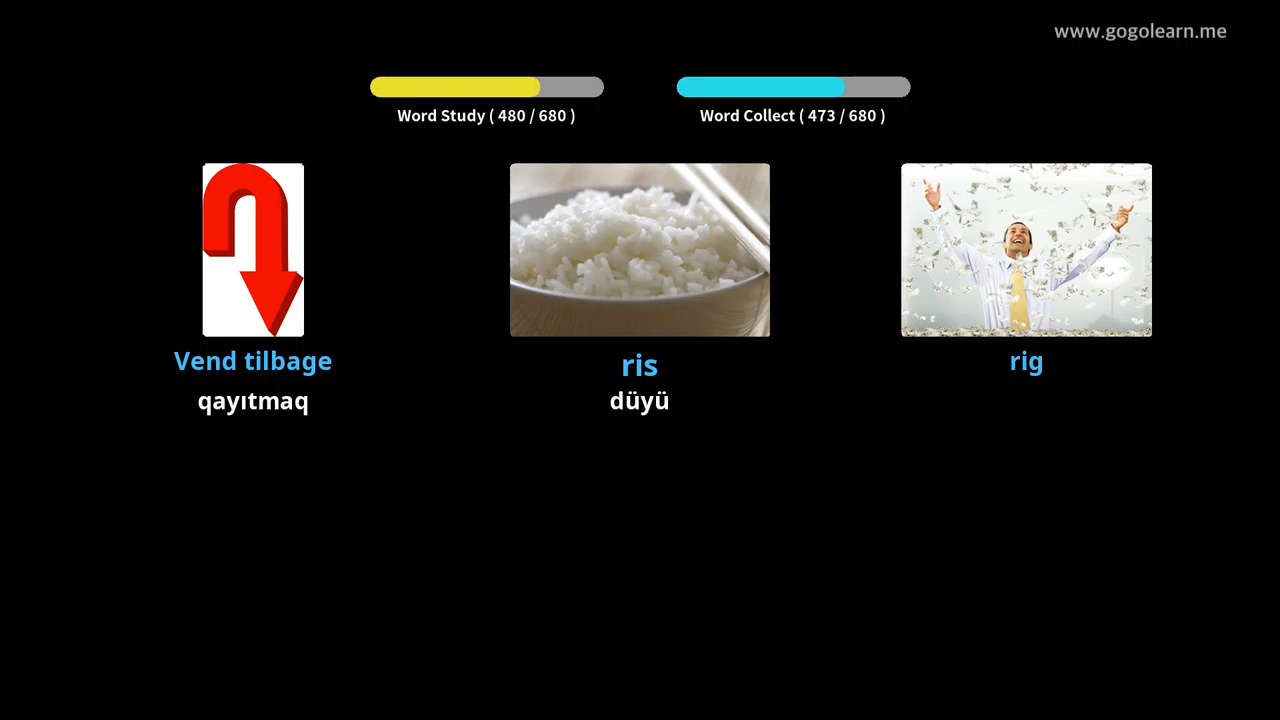 www.gogolearn.me
Word Study ( 480 / 680 )
Word Collect ( 473 / 680 )
Vend tilbage
qayıtmaq
ris
düyü
rig